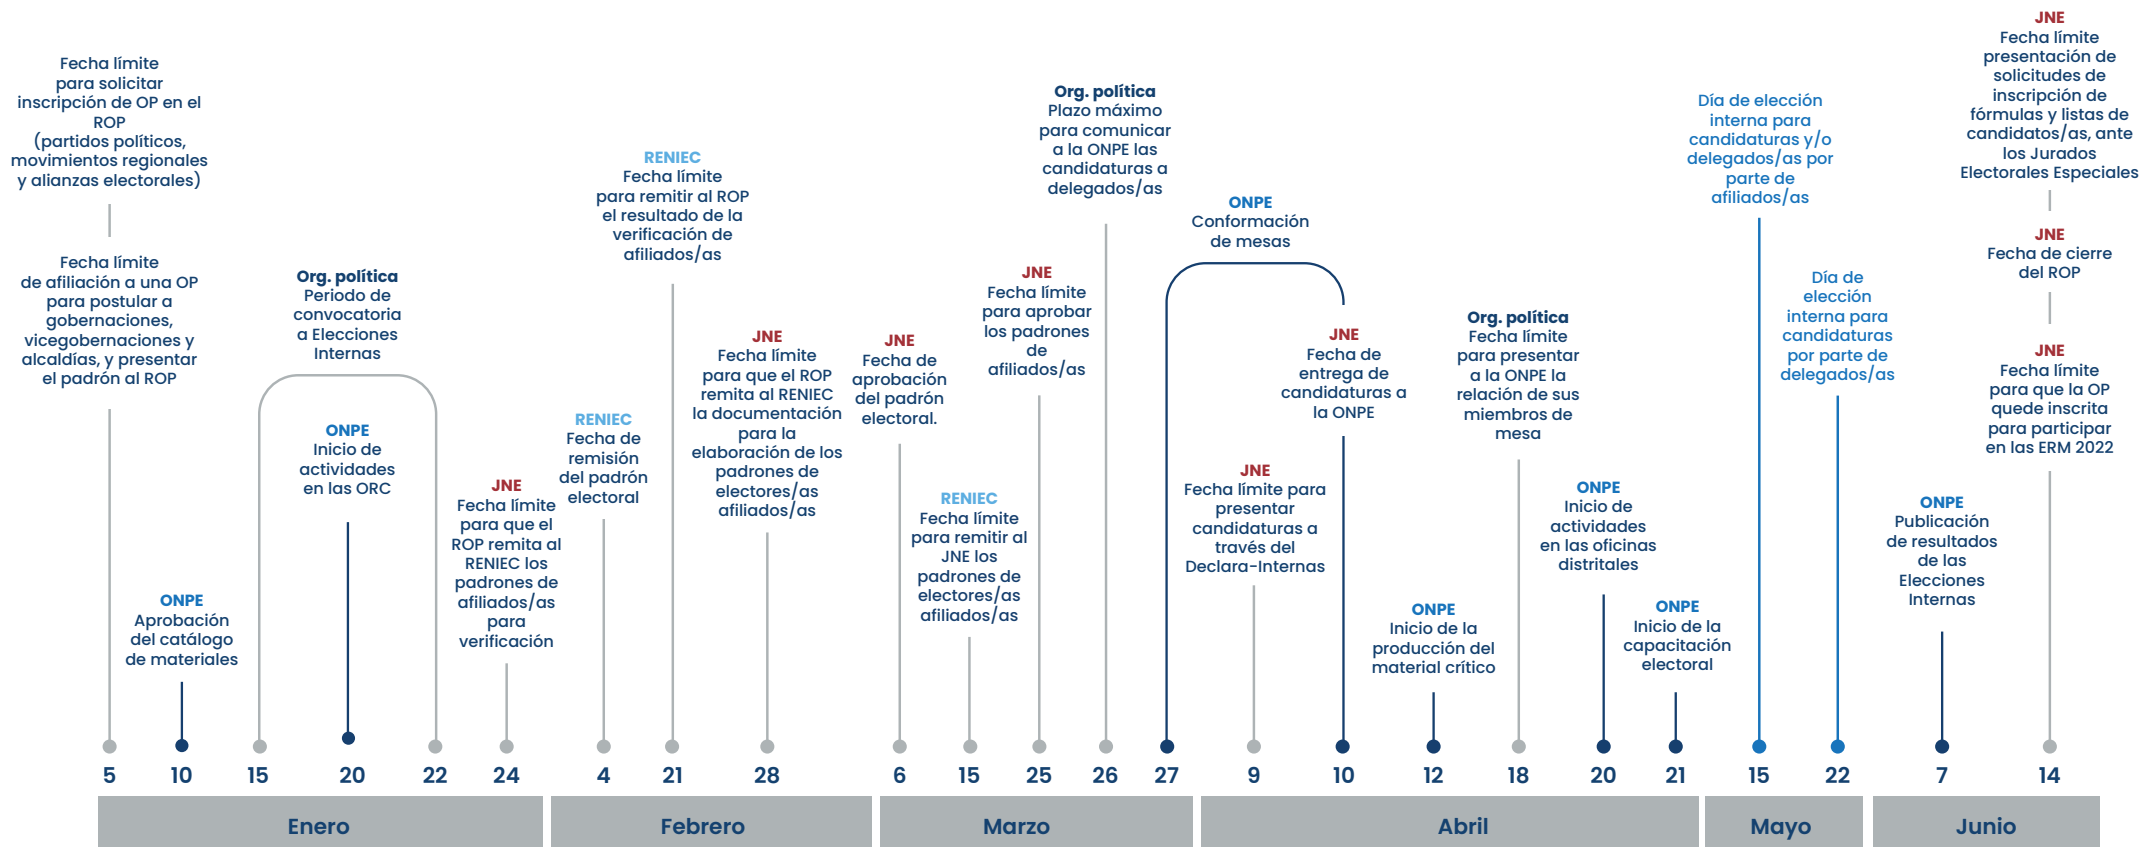 Fecha límite
para solicitar
inscripción de OP en el
ROP
(partidos políticos,
movimientos regionales
y alianzas electorales)
Fecha límite
de afiliación a una OP
para postular a
gobernaciones,
vicegobernaciones y
alcaldías, y presentar
el padrón al ROP
ONPE
Aprobación
del catálogo
de materiales
Org. política
Periodo de
convocatoria
a Elecciones
Internas
ONPE
Inicio de
actividades
en las ORC
JNE
Fecha límite
para que el
ROP remita al
RENIEC los
padrones de
afiliados/as
para
verificación
RENIEC
Fecha de
remisión
del padrón
electoral
RENIEC
Fecha límite
para remitir al ROP
el resultado de la
verificación de
afiliados/as
JNE
Fecha límite
para que el ROP
remita al RENIEC
la documentación
para la
elaboración de los
padrones de
electores/as
afiliados/as
JNE
Fecha de
aprobación
del padrón
electoral.
RENIEC
Fecha límite
para remitir al
JNE los
padrones de
electores/as
afiliados/as
JNE
Fecha límite
para aprobar
los padrones
de
afiliados/as
Org. política
Plazo máximo
para comunicar
a la ONPE las
candidaturas a
delegados/as
ONPE
Conformación
de mesas
JNE
Fecha límite para
presentar
candidaturas a
través del
Declara-Internas
JNE
Fecha de
entrega de
candidaturas a
la ONPE
ONPE
Inicio de la
producción del
material crítico
Org. política
Fecha límite
para presentar
a la ONPE la
relación de sus
miembros de
mesa
ONPE
Inicio de
actividades
en las oficinas
distritales
ONPE
Inicio de la
capacitación
electoral
Día de elección
interna para
candidaturas y/o
delegados/as por
parte de
afiliados/as
Día de
elección
interna para
candidaturas
por parte de
delegados/as
ONPE
Publicación
de resultados
de las
Elecciones
Internas
JNE
Fecha límite
presentación de
solicitudes de
inscripción de
fórmulas y listas de
candidatos/as, ante
los Jurados
Electorales Especiales
JNE
Fecha de cierre
del ROP
JNE
Fecha límite
para que la OP
quede inscrita
para participar
en las ERM 2022
5 10 15 20 22 24 4 21 28 6 15 25 26 27 9 10 12 18 20 21 15 22 7 14
Enero Febrero Marzo Abril Mayo Junio